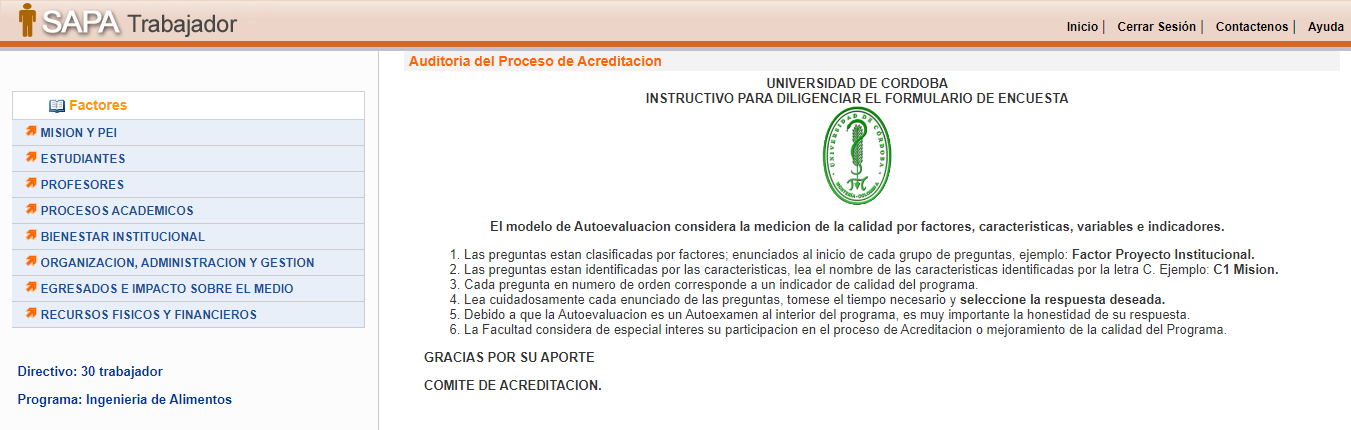 SAPA Trabajador
Inicio | Cerrar Sesión | Contactenos | Ayuda
Factores
MISION Y PEI
ESTUDIANTES
PROFESORES
PROCESOS ACADEMICOS
BIENESTAR INSTITUCIONAL
ORGANIZACION, ADMINISTRACION Y GESTION
EGRESADOS E IMPACTO SOBRE EL MEDIO
RECURSOS FISICOS Y FINANCIEROS
Directivo: 30 trabajador
Programa: Ingenieria de Alimentos
Auditoria del Proceso de Acreditacion
UNIVERSIDAD DE CORDOBA
INSTRUCTIVO PARA DILIGENCIAR EL FORMULARIO DE ENCUESTA
UNIVERSIDAD DE CÓRDOBA
MONTERÍA-COLOMBIA
El modelo de Autoevaluacion considera la medicion de la calidad por factores, caracteristicas, variables e indicadores.
1. Las preguntas estan clasificadas por factores; enunciados al inicio de cada grupo de preguntas, ejemplo: Factor Proyecto Institucional.
2. Las preguntas estan identificadas por las caracteristicas, lea el nombre de las caracteristicas identificadas por la letra C. Ejemplo: C1 Mision.
3. Cada pregunta en numero de orden corresponde a un indicador de calidad del programa.
4. Lea cuidadosamente cada enunciado de las preguntas, tomese el tiempo necesario y seleccione la respuesta deseada.
5. Debido a que la Autoevaluacion es un Autoexamen al interior del programa, es muy importante la honestidad de su respuesta.
6. La Facultad considera de especial interes su participacion en el proceso de Acreditacion o mejoramiento de la calidad del Programa.
GRACIAS POR SU APORTE
COMITE DE ACREDITACION.